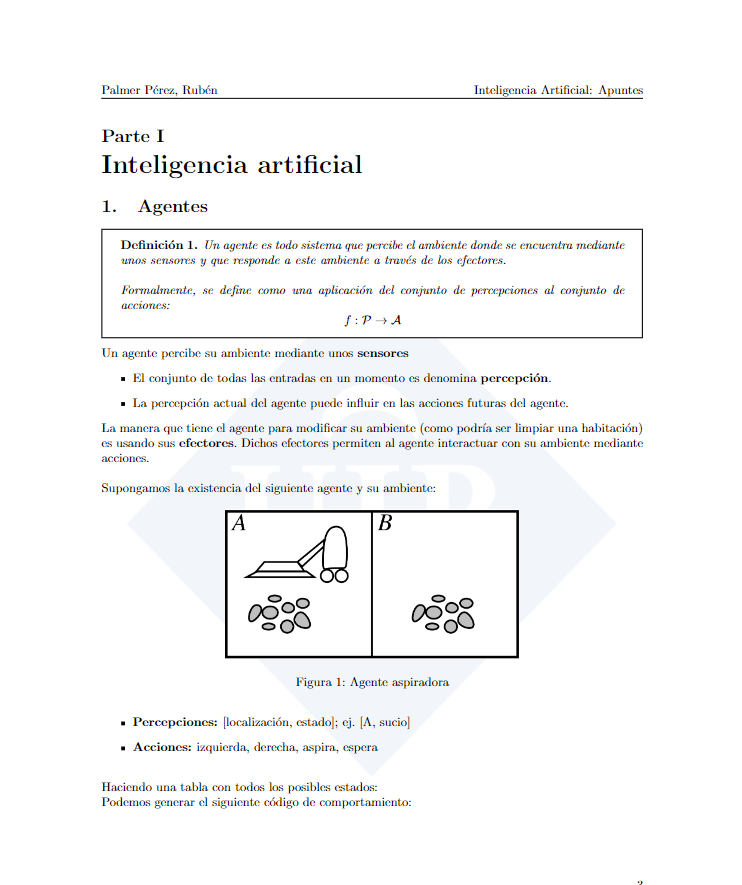 Palmer Pérez, Rubén Inteligencia Artificial: Apuntes
Parte I
Inteligencia artificial
1. Agentes
Definición 1. Un agente es todo sistema que percibe el ambiente donde se encuentra mediante
unos sensores y que responde a este ambiente a través de los efectores.
Formalmente, se define como una aplicación del conjunto de percepciones al conjunto de
acciones:
f : P → A
Un agente percibe su ambiente mediante unos sensores
▪ El conjunto de todas las entradas en un momento es denomina percepción.
▪ La percepción actual del agente puede influir en las acciones futuras del agente.
La manera que tiene el agente para modificar su ambiente (como podría ser limpiar una habitación)
es usando sus efectores. Dichos efectores permiten al agente interactuar con su ambiente mediante
acciones.
Supongamos la existencia del siguiente agente y su ambiente:
A B
Figura 1: Agente aspiradora
▪ Percepciones: [localización, estado]; ej. [A, sucio]
▪ Acciones: izquierda, derecha, aspira, espera
Haciendo una tabla con todos los posibles estados:
Podemos generar el siguiente código de comportamiento: